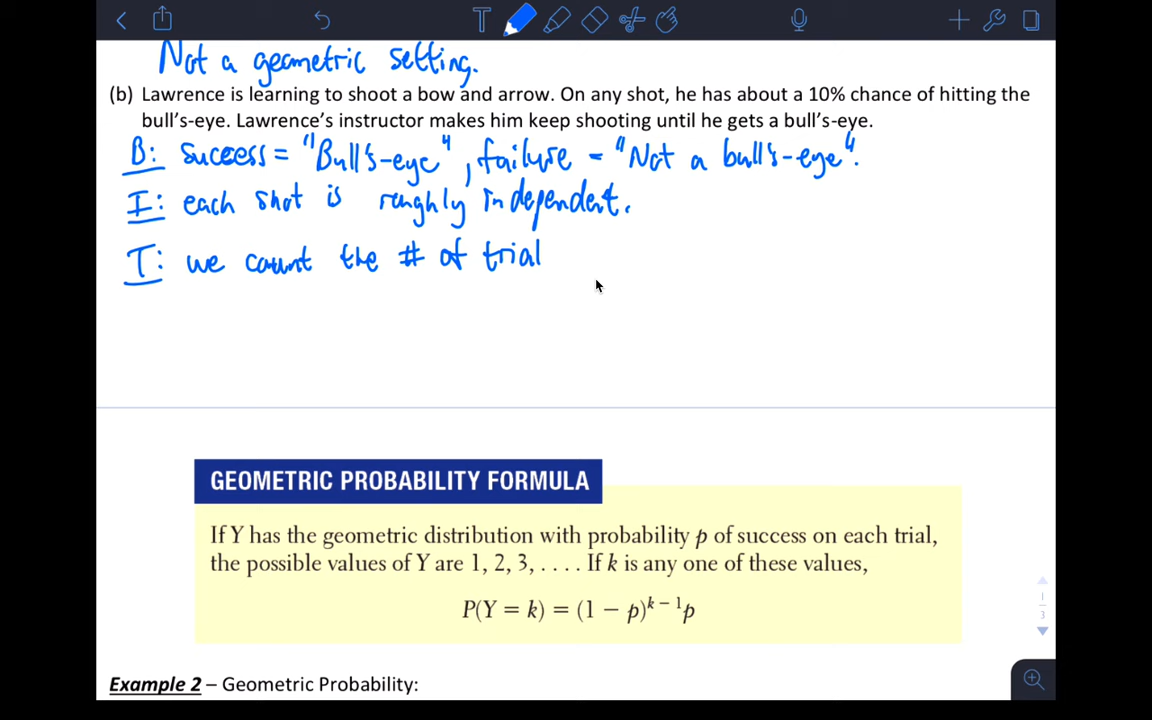 Not a geometric setting.
(b) Lawrence is learning to shoot a bow and arrow. On any shot, he has about a 10% chance of hitting the
bull's-eye. Lawrence's instructor makes him keep shooting until he gets a bull's-eye.
B: success = "Bull's-eye", failure = "Not a bull's-eye".
I: each shot is roughly independent.
T: we count the # of trial
GEOMETRIC PROBABILITY FORMULA
If Y has the geometric distribution with probability p of success on each trial,
the possible values of Y are 1, 2, 3, . . . . If k is any one of these values,
P(Y = k) = (1 − p)^{k − 1}p
1
3
Example 2 – Geometric Probability: